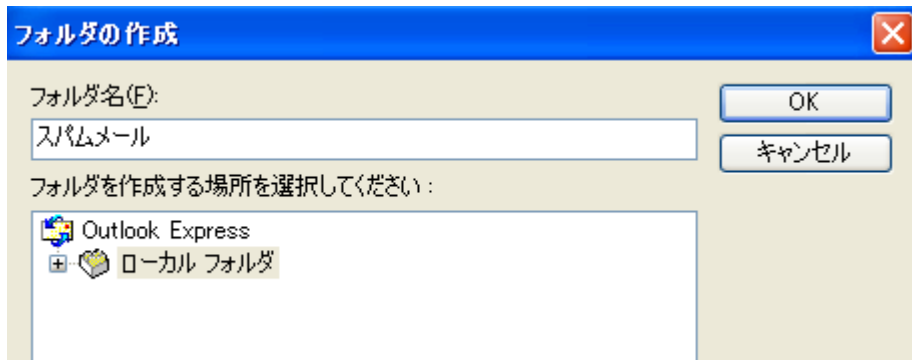 フォルダの作成
フォルダ名(F):
OK
スパムメール
キャンセル
フォルダを作成する場所を選択してください:
Outlook Express
ローカル フォルダ